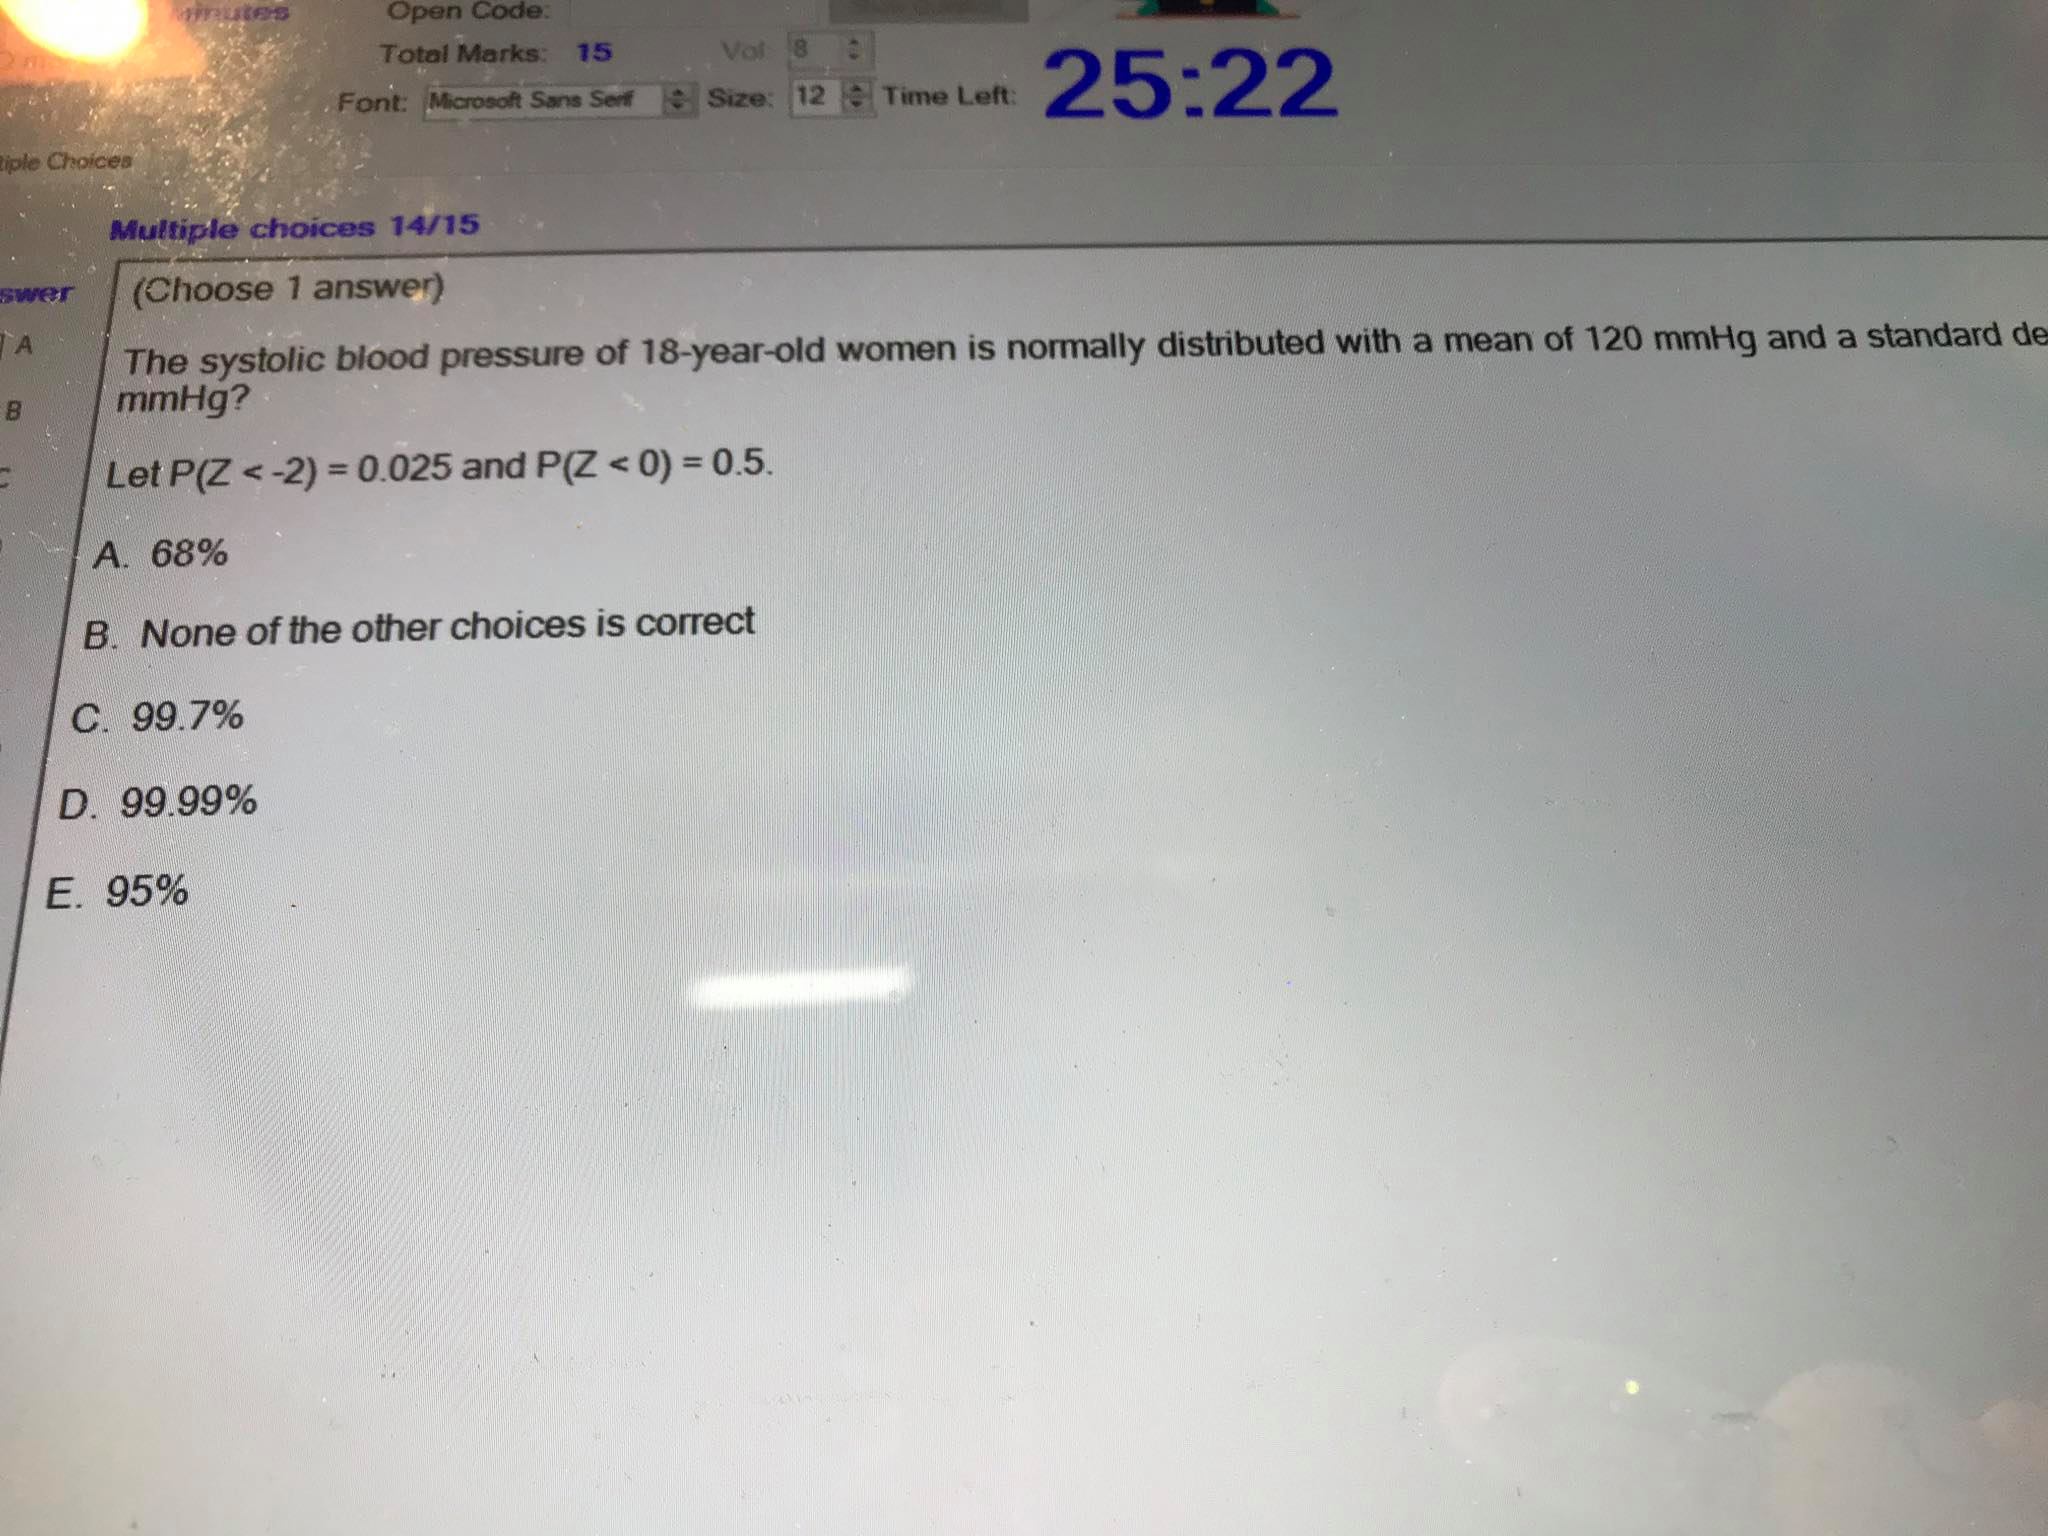 minutes
Open Code:
Total Marks: 15 Vol 8
Font: Microsoft Sans Serif Size: 12 Time Left: 25:22
tiple Choices
Multiple choices 14/15
swer
(Choose 1 answer)
A
The systolic blood pressure of 18-year-old women is normally distributed with a mean of 120 mmHg and a standard de
B
mmHg?
C
Let P(Z < -2) = 0.025 and P(Z < 0) = 0.5.
A. 68%
B. None of the other choices is correct
C. 99.7%
D. 99.99%
E. 95%